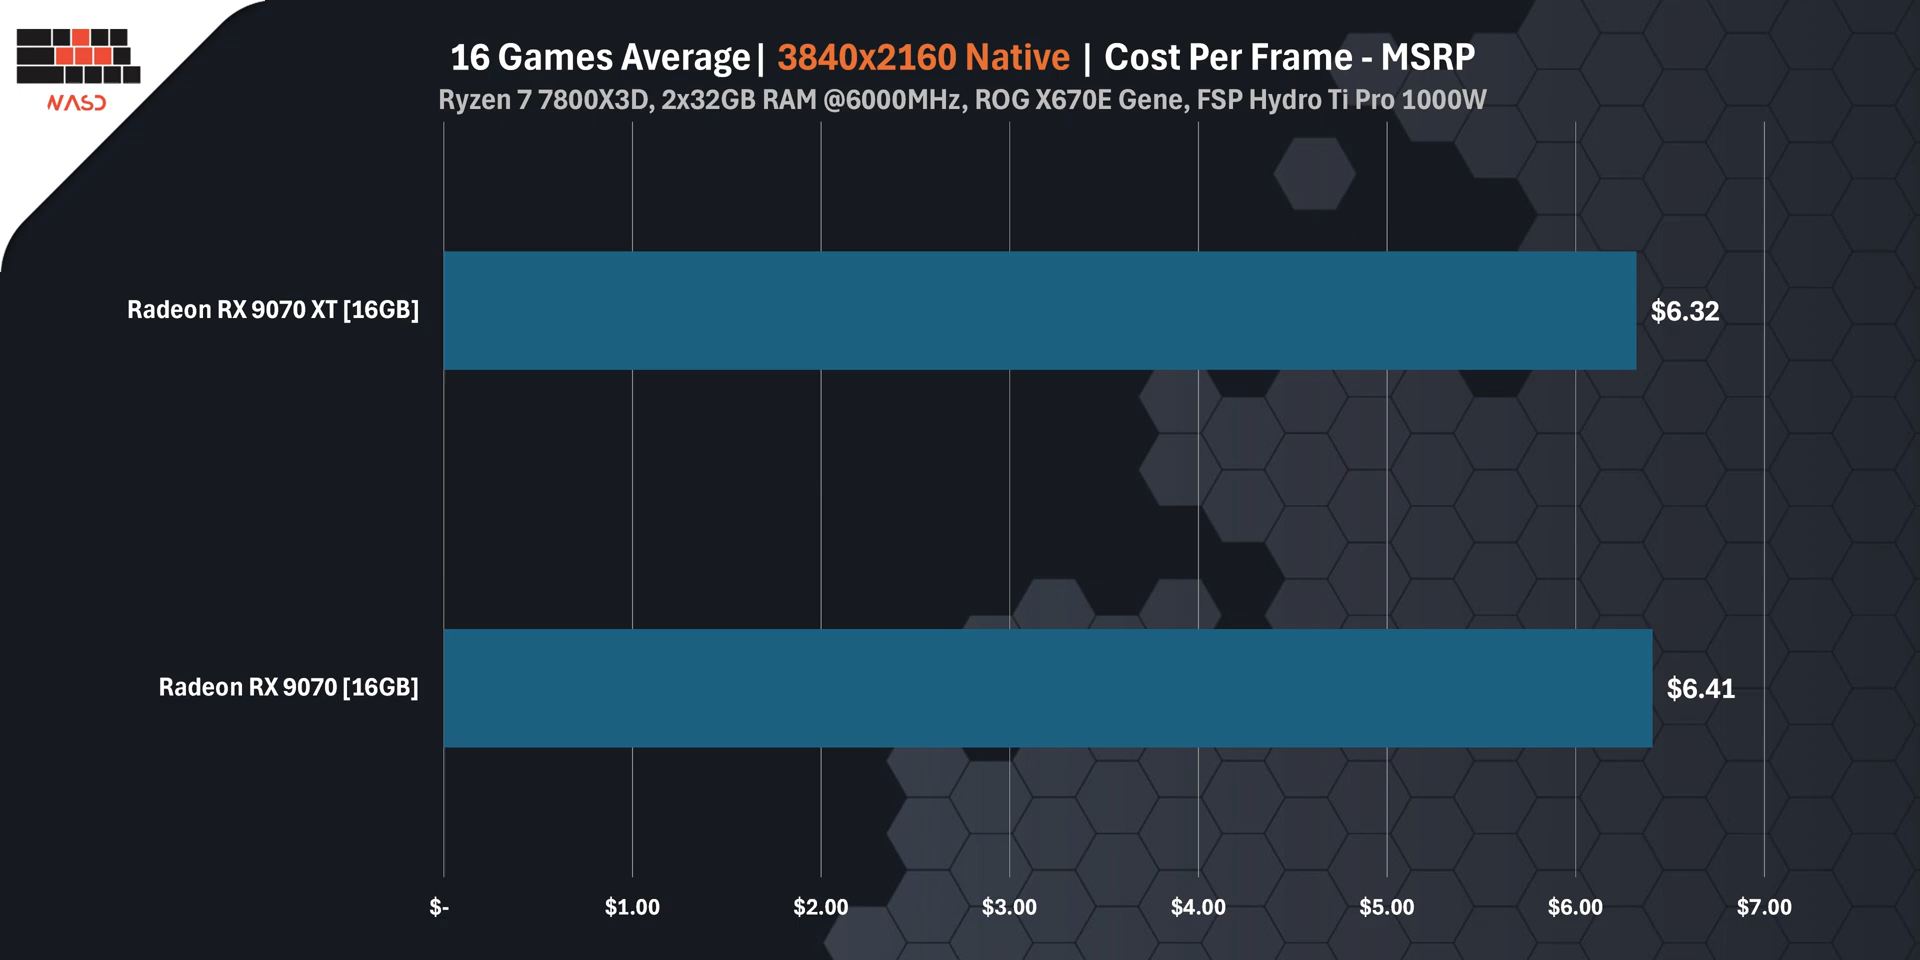 WASD
16 Games Average| 3840x2160 Native | Cost Per Frame - MSRP
Ryzen 7 7800X3D, 2x32GB RAM @6000MHz, ROG X670E Gene, FSP Hydro Ti Pro 1000W
Radeon RX 9070 XT [16GB]
$6.32
Radeon RX 9070 [16GB]
$6.41
$-
$1.00
$2.00
$3.00
$4.00
$5.00
$6.00
$7.00